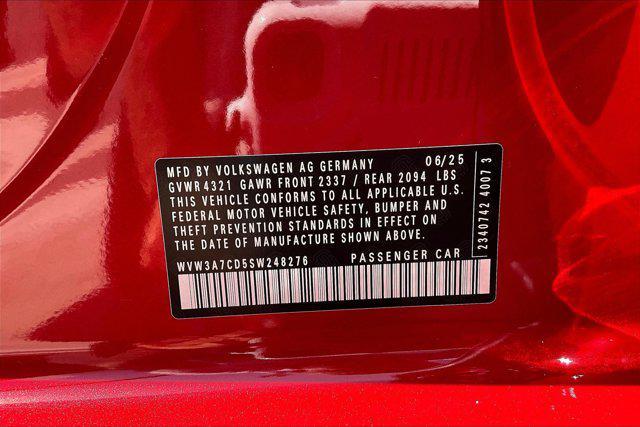 MFD BY VOLKSWAGEN AG GERMANY 06/25
GVWR 4321 GAWR FRONT 2337 / REAR 2094 LBS
THIS VEHICLE CONFORMS TO ALL APPLICABLE U.S.
FEDERAL MOTOR VEHICLE SAFETY, BUMPER AND
THEFT PREVENTION STANDARDS IN EFFECT ON
THE DATE OF MANUFACTURE SHOWN ABOVE.
WVW3A7CD5SW248276 PASSENGER CAR
2340742 4007 3